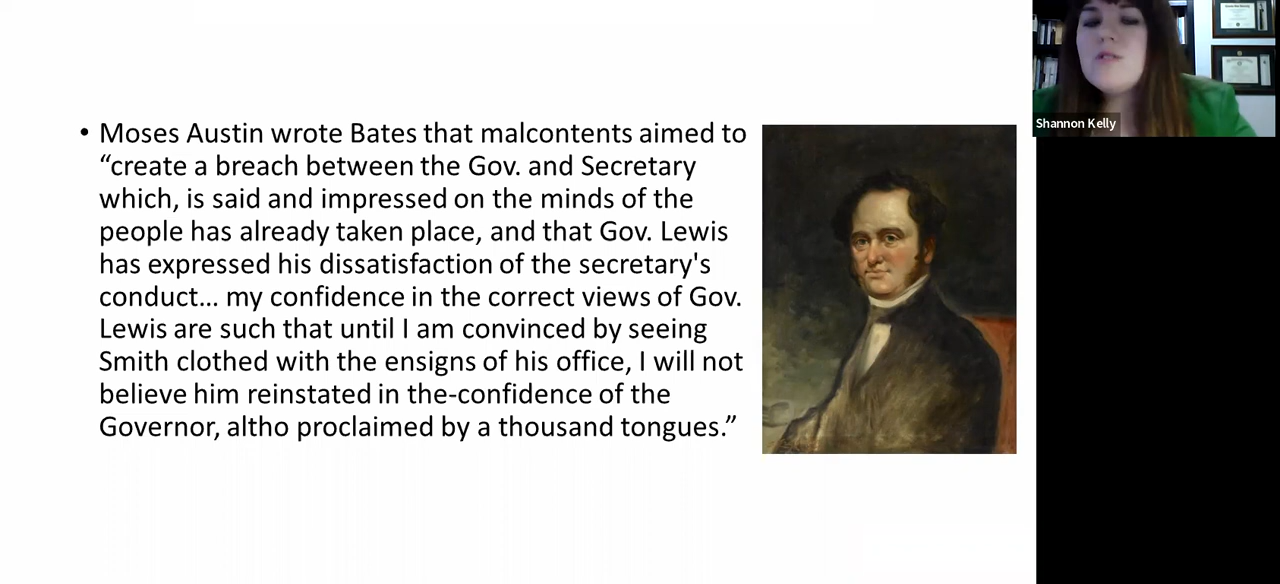 • Moses Austin wrote Bates that malcontents aimed to
“create a breach between the Gov. and Secretary
which, is said and impressed on the minds of the
people has already taken place, and that Gov. Lewis
has expressed his dissatisfaction of the secretary's
conduct… my confidence in the correct views of Gov.
Lewis are such that until I am convinced by seeing
Smith clothed with the ensigns of his office, I will not
believe him reinstated in the-confidence of the
Governor, altho proclaimed by a thousand tongues.”
Shannon Kelly